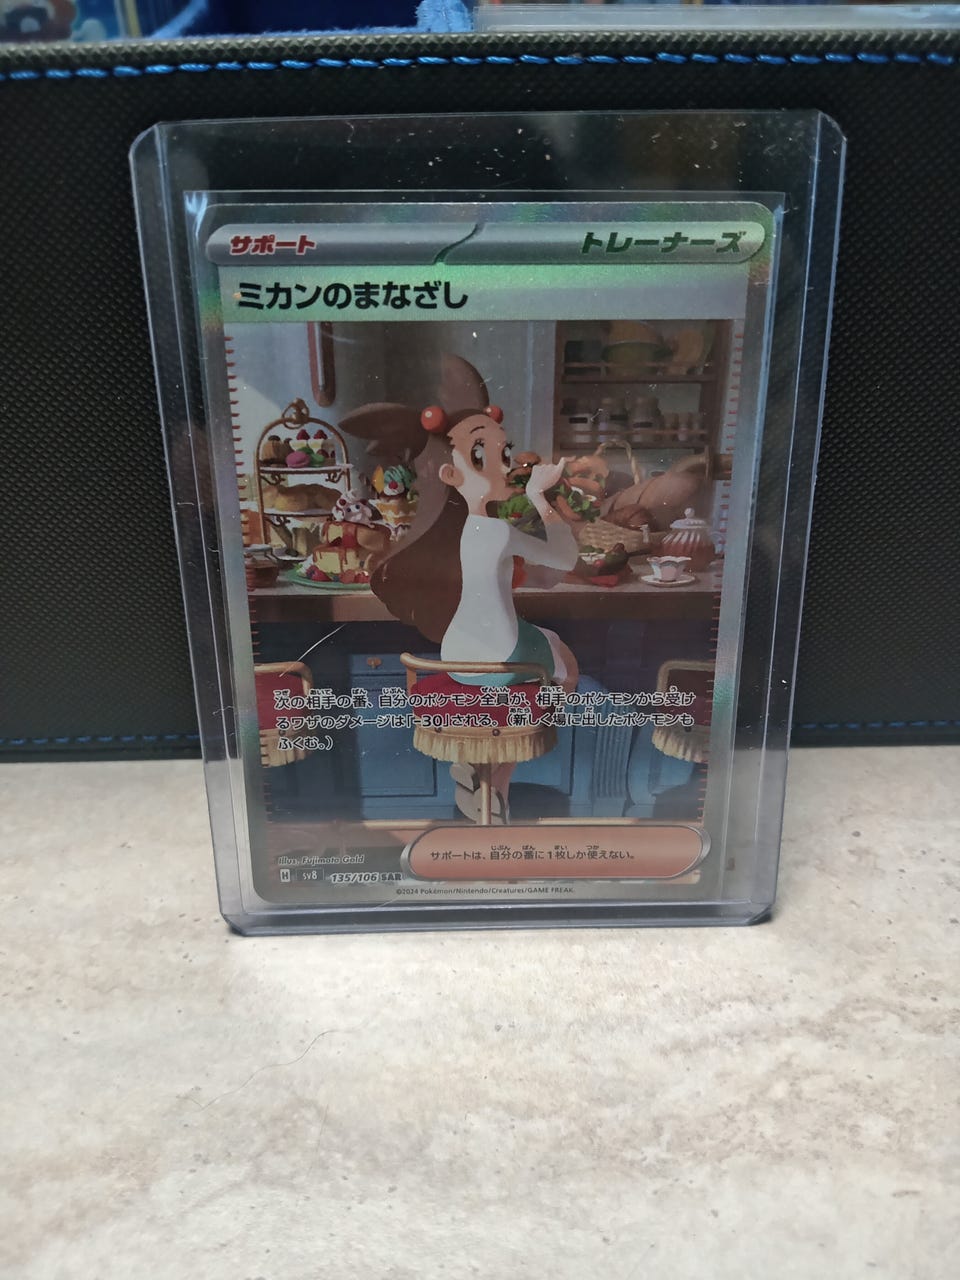 サポート
トレーナーズ
ミカンのまなざし
次の相手の番、自分のポケモン全員が、相手のポケモンから受け
るワザのダメージは「-30」される。（新しく場に出したポケモンも
ふくむ。）
サポートは、自分の番に1枚しか使えない。
Illus. Fujimoto Gold
H sv8 135/106 SAR
©2024 Pokémon/Nintendo/Creatures/GAME FREAK.